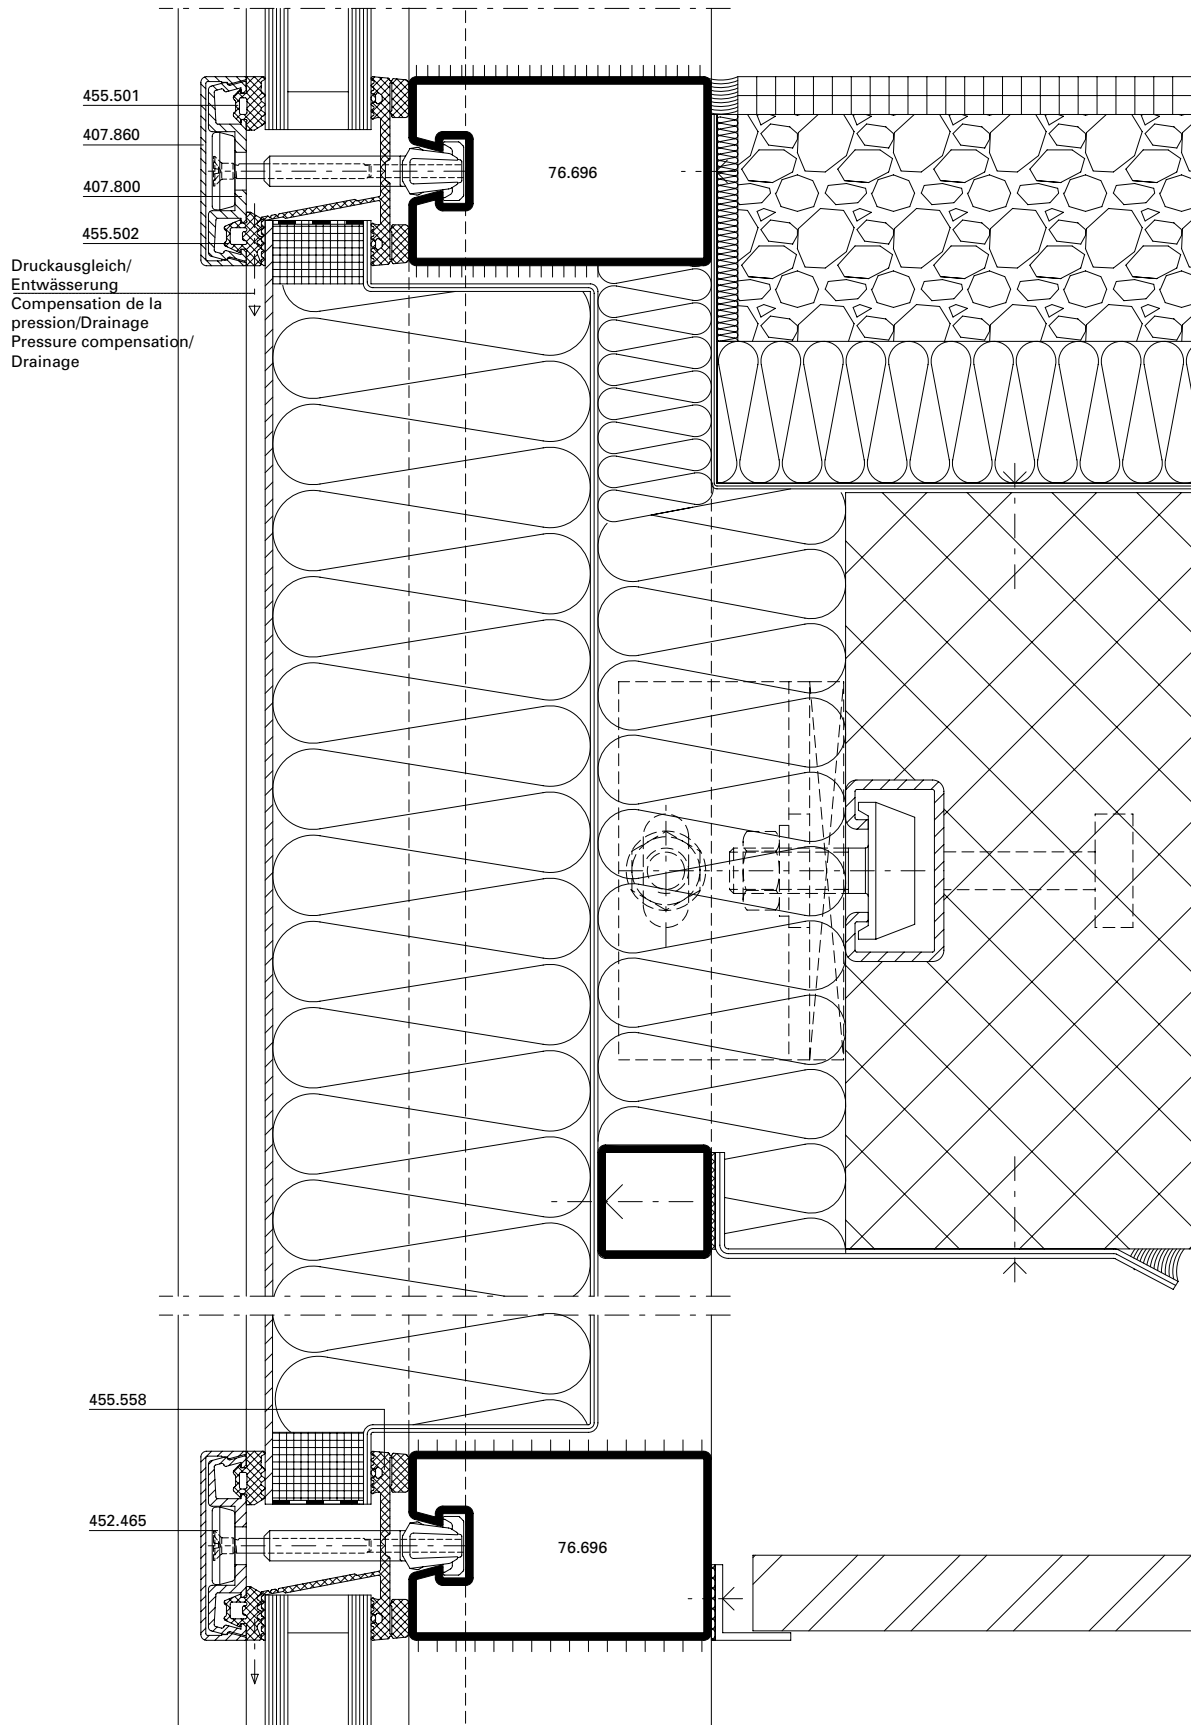 455.501
407.860
407.800
455.502
Druckausgleich/
Entwässerung
Compensation de la
pression/Drainage
Pressure compensation/
Drainage
76.696
455.558
452.465
76.696